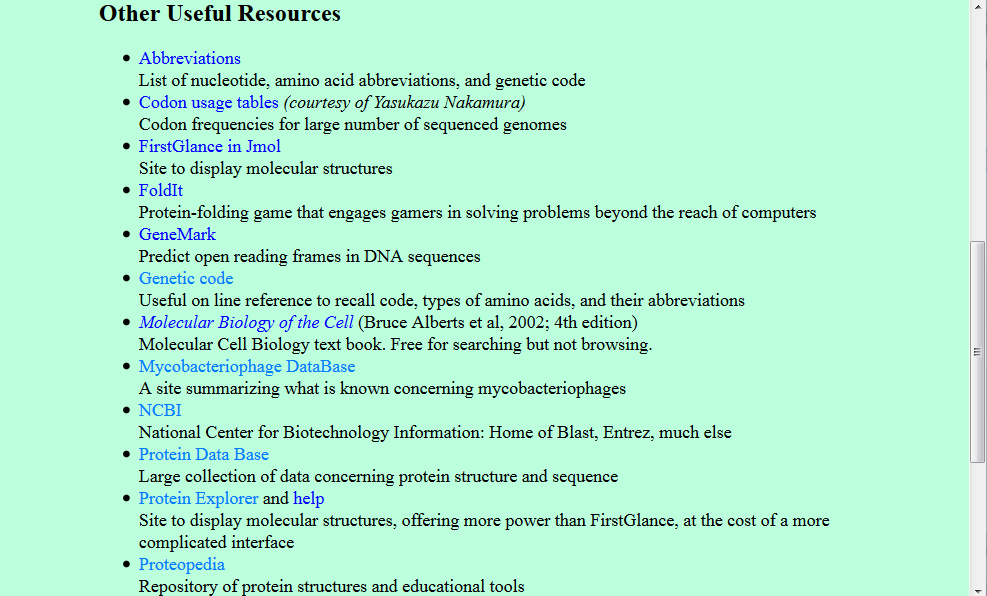 Other Useful Resources
Abbreviations
List of nucleotide, amino acid abbreviations, and genetic code
Codon usage tables (courtesy of Yasukazu Nakamura)
Codon frequencies for large number of sequenced genomes
FirstGlance in Jmol
Site to display molecular structures
FoldIt
Protein-folding game that engages gamers in solving problems beyond the reach of computers
GeneMark
Predict open reading frames in DNA sequences
Genetic code
Useful on line reference to recall code, types of amino acids, and their abbreviations
Molecular Biology of the Cell (Bruce Alberts et al, 2002; 4th edition)
Molecular Cell Biology text book. Free for searching but not browsing.
Mycobacteriophage DataBase
A site summarizing what is known concerning mycobacteriophages
NCBI
National Center for Biotechnology Information: Home of Blast, Entrez, much else
Protein Data Base
Large collection of data concerning protein structure and sequence
Protein Explorer and help
Site to display molecular structures, offering more power than FirstGlance, at the cost of a more
complicated interface
Proteopedia
Repository of protein structures and educational tools